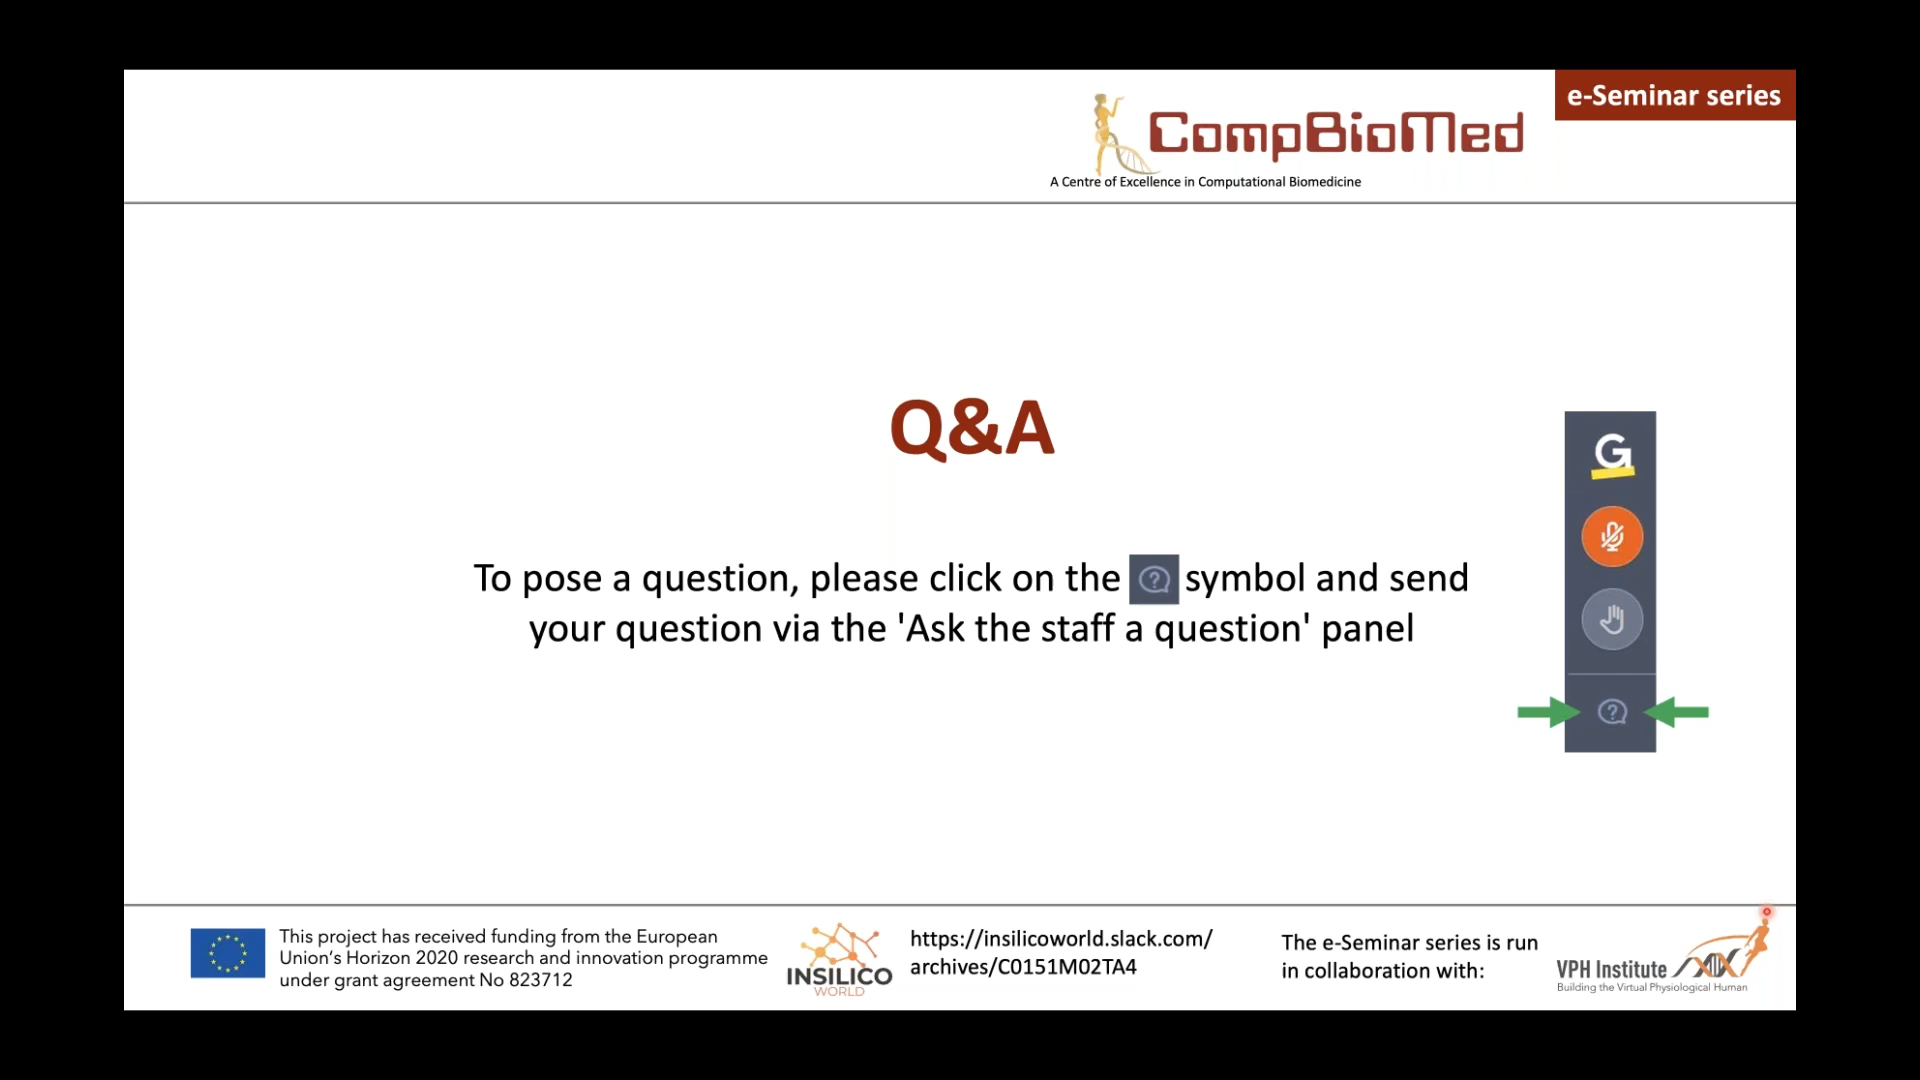 e-Seminar series
CompBioMed
A Centre of Excellence in Computational Biomedicine
Q&A
To pose a question, please click on the ? symbol and send
your question via the 'Ask the staff a question' panel
G
?
This project has received funding from the European
Union's Horizon 2020 research and innovation programme
under grant agreement No 823712
INSILICO
WORLD
https://insilicoworld.slack.com/
archives/C0151M02TA4
The e-Seminar series is run
in collaboration with:
VPH Institute
Building the Virtual Physiological Human